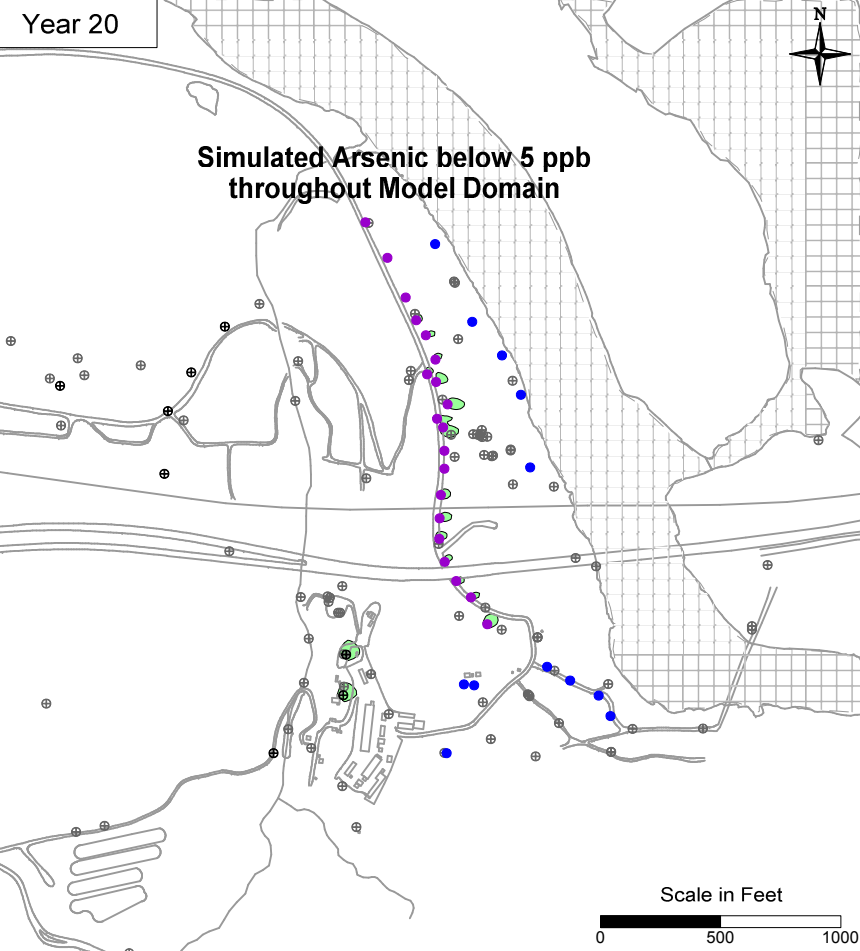 Year 20
N
Simulated Arsenic below 5 ppb
throughout Model Domain
Scale in Feet
0 500 1000